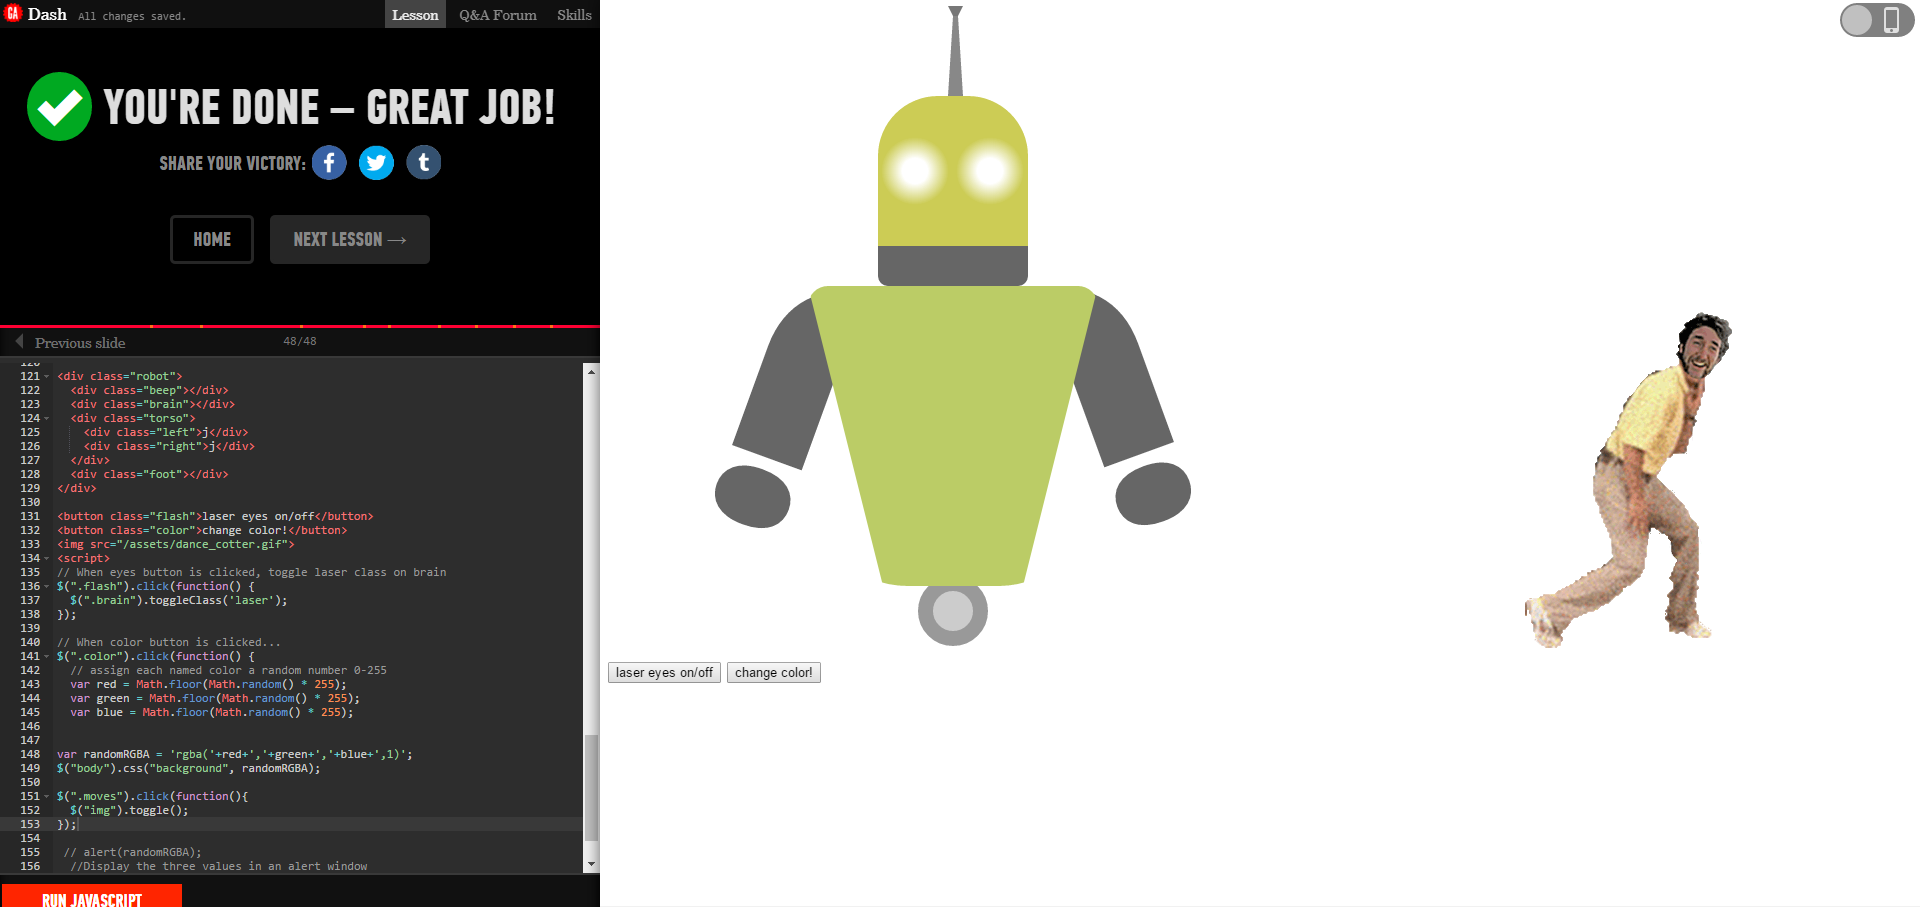 GA Dash All changes saved. Lesson Q&A Forum Skills
YOU'RE DONE – GREAT JOB!
SHARE YOUR VICTORY: f t
HOME NEXT LESSON →
Previous slide 48/48
121 <div class="robot">
122 <div class="beep"></div>
123 <div class="brain"></div>
124 <div class="torso">
125 <div class="left">j</div>
126 <div class="right">j</div>
127 </div>
128 <div class="foot"></div>
129 </div>
130
131 <button class="flash">laser eyes on/off</button>
132 <button class="color">change color!</button>
133 <img src="/assets/dance_cotter.gif">
134 <script>
135 // When eyes button is clicked, toggle laser class on brain
136 $(".flash").click(function() {
137 $(".brain").toggleClass('laser');
138 });
139
140 // When color button is clicked...
141 $(".color").click(function() {
142 // assign each named color a random number 0-255
143 var red = Math.floor(Math.random() * 255);
144 var green = Math.floor(Math.random() * 255);
145 var blue = Math.floor(Math.random() * 255);
146
147
148 var randomRGBA = 'rgba('+red+','+green+','+blue+',1)';
149 $("body").css("background", randomRGBA);
150
151 $(".moves").click(function(){
152 $("img").toggle();
153 });
154
155 // alert(randomRGBA);
156 //Display the three values in an alert window
RUN JAVASCRIPT
laser eyes on/off change color!